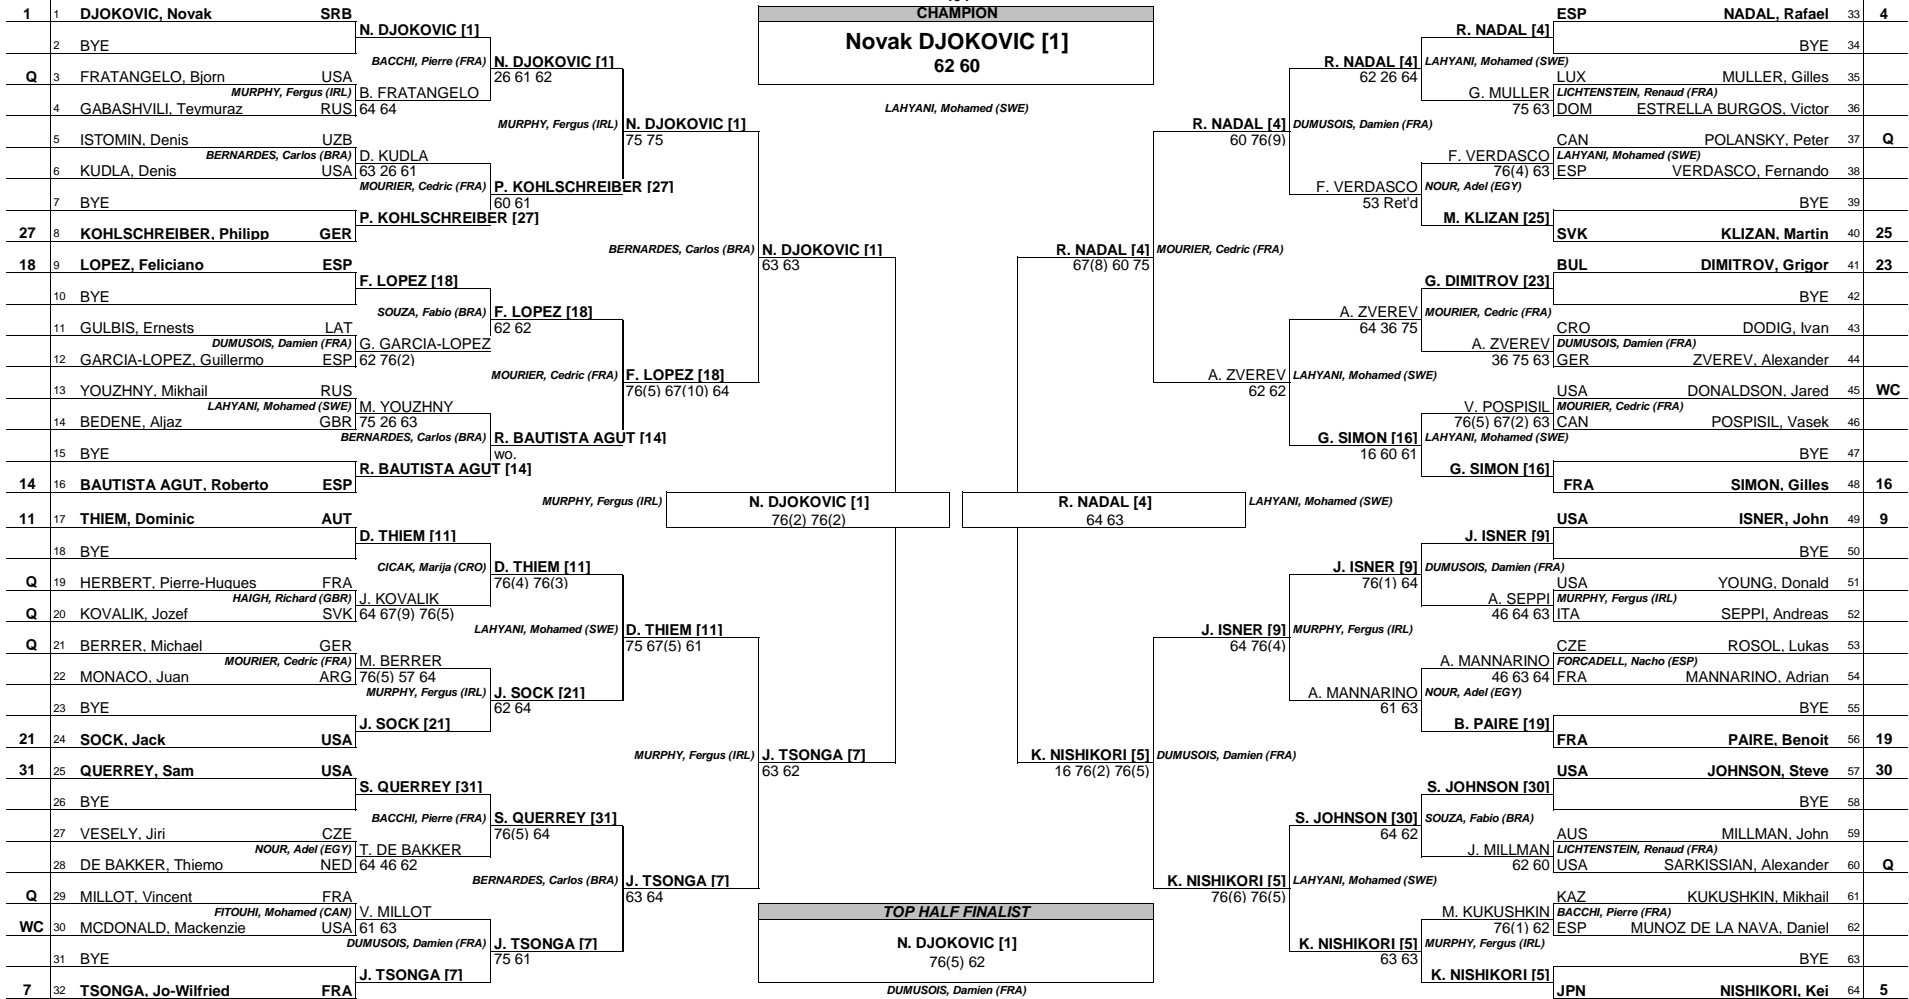 1 1 DJOKOVIC, Novak SRB
2 BYE
Q 3 FRATANGELO, Bjorn USA
MURPHY, Fergus (IRL)
4 GABASHVILI, Teymuraz RUS
5 ISTOMIN, Denis UZB
BERNARDES, Carlos (BRA)
6 KUDLA, Denis USA
7 BYE
27 8 KOHLSCHREIBER, Philipp GER
18 9 LOPEZ, Feliciano ESP
10 BYE
11 GULBIS, Ernests LAT
DUMUSOIS, Damien (FRA)
12 GARCIA-LOPEZ, Guillermo ESP
13 YOUZHNY, Mikhail RUS
LAHYANI, Mohamed (SWE)
14 BEDENE, Aljaz GBR
15 BYE
14 16 BAUTISTA AGUT, Roberto ESP
11 17 THIEM, Dominic AUT
18 BYE
Q 19 HERBERT, Pierre-Hugues FRA
HAIGH, Richard (GBR)
Q 20 KOVALIK, Jozef SVK
Q 21 BERRER, Michael GER
MOURIER, Cedric (FRA)
22 MONACO, Juan ARG
23 BYE
21 24 SOCK, Jack USA
31 25 QUERREY, Sam USA
26 BYE
27 VESELY, Jiri CZE
NOUR, Adel (EGY)
28 DE BAKKER, Thiemo NED
Q 29 MILLOT, Vincent FRA
FITOUHI, Mohamed (CAN)
WC 30 MCDONALD, Mackenzie USA
31 BYE
7 32 TSONGA, Jo-Wilfried FRA
N. DJOKOVIC [1]
BACCHI, Pierre (FRA)
B. FRATANGELO
64 64
D. KUDLA
63 26 61
MOURIER, Cedric (FRA)
P. KOHLSCHREIBER [27]
F. LOPEZ [18]
SOUZA, Fabio (BRA)
G. GARCIA-LOPEZ
62 76(2)
M. YOUZHNY
75 26 63
BERNARDES, Carlos (BRA)
R. BAUTISTA AGUT [14]
D. THIEM [11]
CICAK, Marija (CRO)
J. KOVALIK
64 67(9) 76(5)
M. BERRER
76(5) 57 64
MURPHY, Fergus (IRL)
J. SOCK [21]
S. QUERREY [31]
BACCHI, Pierre (FRA)
T. DE BAKKER
64 46 62
V. MILLOT
61 63
DUMUSOIS, Damien (FRA)
J. TSONGA [7]
N. DJOKOVIC [1]
26 61 62
MURPHY, Fergus (IRL)
P. KOHLSCHREIBER [27]
60 61
F. LOPEZ [18]
62 62
MOURIER, Cedric (FRA)
R. BAUTISTA AGUT [14]
wo.
D. THIEM [11]
76(4) 76(3)
LAHYANI, Mohamed (SWE)
J. SOCK [21]
62 64
S. QUERREY [31]
76(5) 64
BERNARDES, Carlos (BRA)
J. TSONGA [7]
75 61
N. DJOKOVIC [1]
75 75
BERNARDES, Carlos (BRA)
F. LOPEZ [18]
76(5) 67(10) 64
D. THIEM [11]
75 67(5) 61
MURPHY, Fergus (IRL)
J. TSONGA [7]
63 64
N. DJOKOVIC [1]
63 63
MURPHY, Fergus (IRL)
J. TSONGA [7]
63 62
CHAMPION
Novak DJOKOVIC [1]
62 60
LAHYANI, Mohamed (SWE)
N. DJOKOVIC [1]
76(2) 76(2)
R. NADAL [4]
64 63
LAHYANI, Mohamed (SWE)
TOP HALF FINALIST
N. DJOKOVIC [1]
76(5) 62
DUMUSOIS, Damien (FRA)
R. NADAL [4]
67(8) 60 75
MOURIER, Cedric (FRA)
K. NISHIKORI [5]
16 76(2) 76(5)
DUMUSOIS, Damien (FRA)
R. NADAL [4]
60 76(9)
DUMUSOIS, Damien (FRA)
A. ZVEREV
62 62
LAHYANI, Mohamed (SWE)
J. ISNER [9]
64 76(4)
MURPHY, Fergus (IRL)
K. NISHIKORI [5]
76(6) 76(5)
LAHYANI, Mohamed (SWE)
R. NADAL [4]
62 26 64
LAHYANI, Mohamed (SWE)
F. VERDASCO
53 Ret'd
NOUR, Adel (EGY)
A. ZVEREV
64 36 75
MOURIER, Cedric (FRA)
G. SIMON [16]
16 60 61
LAHYANI, Mohamed (SWE)
J. ISNER [9]
76(1) 64
DUMUSOIS, Damien (FRA)
A. MANNARINO
61 63
NOUR, Adel (EGY)
S. JOHNSON [30]
64 62
SOUZA, Fabio (BRA)
K. NISHIKORI [5]
63 63
MURPHY, Fergus (IRL)
R. NADAL [4]
G. MULLER
75 63
F. VERDASCO
76(4) 63
M. KLIZAN [25]
G. DIMITROV [23]
A. ZVEREV
36 75 63
V. POSPISIL
76(5) 67(2) 63
G. SIMON [16]
J. ISNER [9]
A. SEPPI
46 64 63
A. MANNARINO
46 63 64
B. PAIRE [19]
S. JOHNSON [30]
J. MILLMAN
62 60
M. KUKUSHKIN
76(1) 62
K. NISHIKORI [5]
ESP NADAL, Rafael 33 4
BYE 34
LUX MULLER, Gilles 35
LICHTENSTEIN, Renaud (FRA)
DOM ESTRELLA BURGOS, Victor 36
CAN POLANSKY, Peter 37 Q
LAHYANI, Mohamed (SWE)
ESP VERDASCO, Fernando 38
BYE 39
SVK KLIZAN, Martin 40 25
BUL DIMITROV, Grigor 41 23
BYE 42
CRO DODIG, Ivan 43
DUMUSOIS, Damien (FRA)
GER ZVEREV, Alexander 44
USA DONALDSON, Jared 45 WC
MOURIER, Cedric (FRA)
CAN POSPISIL, Vasek 46
BYE 47
FRA SIMON, Gilles 48 16
USA ISNER, John 49 9
BYE 50
USA YOUNG, Donald 51
MURPHY, Fergus (IRL)
ITA SEPPI, Andreas 52
CZE ROSOL, Lukas 53
FORCADELL, Nacho (ESP)
FRA MANNARINO, Adrian 54
BYE 55
FRA PAIRE, Benoit 56 19
USA JOHNSON, Steve 57 30
BYE 58
AUS MILLMAN, John 59
LICHTENSTEIN, Renaud (FRA)
USA SARKISSIAN, Alexander 60 Q
KAZ KUKUSHKIN, Mikhail 61
BACCHI, Pierre (FRA)
ESP MUNOZ DE LA NAVA, Daniel 62
BYE 63
JPN NISHIKORI, Kei 64 5